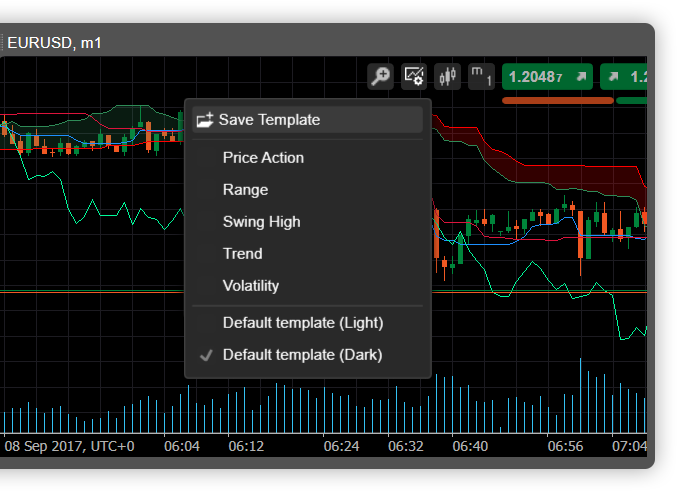 EURUSD, m1
m1
1.20487
1.2
Save Template
Price Action
Range
Swing High
Trend
Volatility
Default template (Light)
Default template (Dark)
08 Sep 2017, UTC+0 06:04 06:12 06:24 06:32 06:40 06:56 07:04